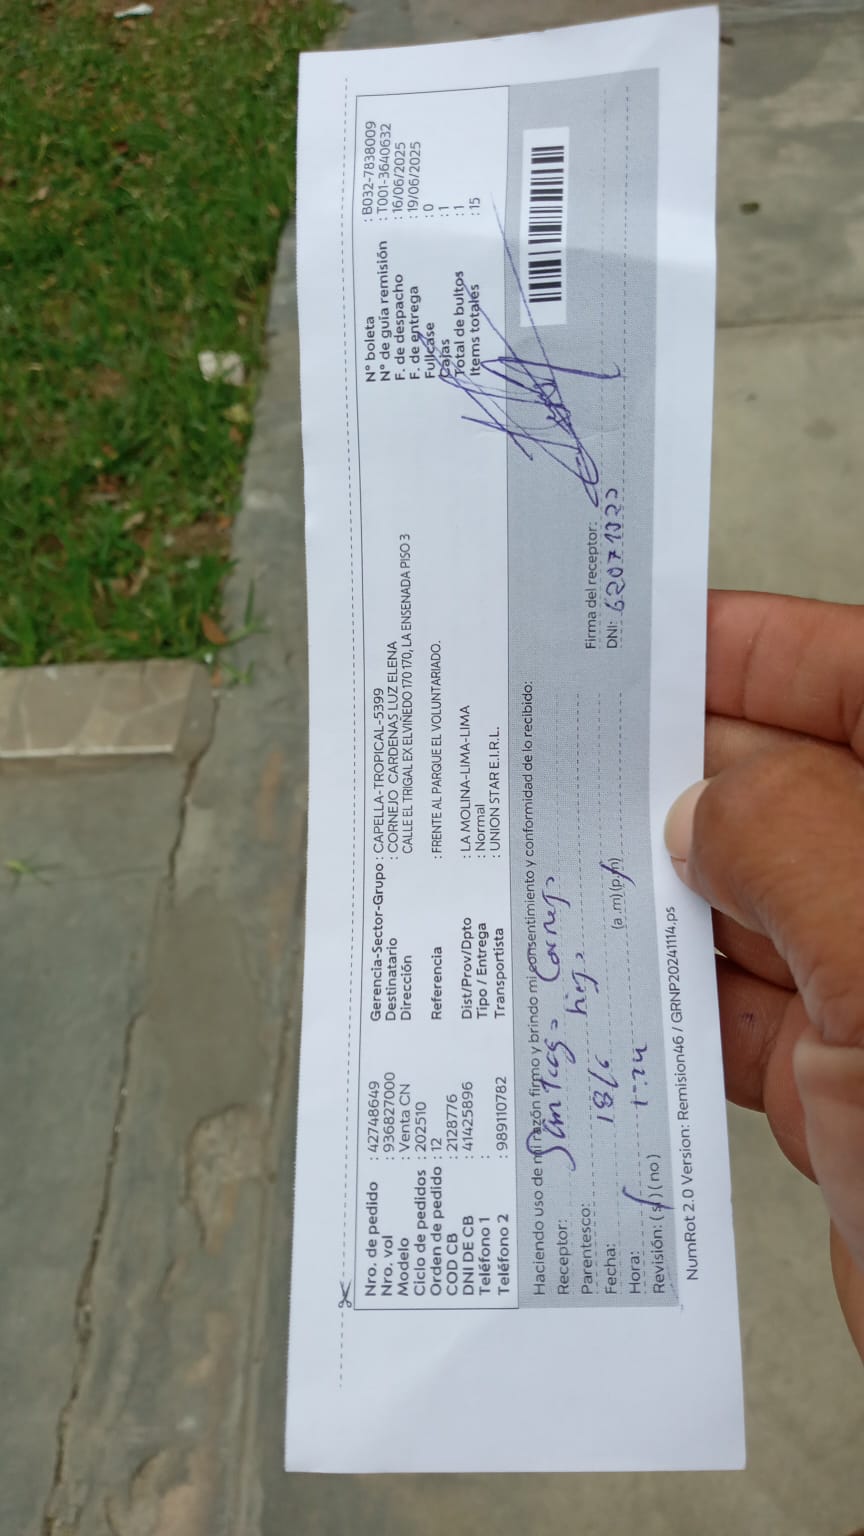 Nro. de pedido : 42748649
Nro. vol : 936827000
Modelo : Venta CN
Ciclo de pedidos : 202510
Orden de pedido : 12
COD CB : 2128776
DNI DE CB : 41425896
Teléfono 1 :
Teléfono 2 : 989110782
Gerencia-Sector-Grupo : CAPELLA-TROPICAL-5399
Destinatario : CORNEJO CARDENAS LUZ ELENA
Dirección CALLE EL TRIGAL EX ELVIÑEDO 170 170, LA ENSENADA PISO 3
Referencia : FRENTE AL PARQUE EL VOLUNTARIADO.
Dist/Prov/Dpto : LA MOLINA-LIMA-LIMA
Tipo / Entrega : Normal
Transportista : UNION STAR E.I.R.L.
N° boleta : B032-7838009
N° de guía remisión : T001-3640632
F. de despacho : 16/06/2025
F. de entrega : 19/06/2025
Fullcase : 0
Cajas : 1
Total de bultos : 1
Items totales : 15
Haciendo uso de mi razón firmo y brindo mi consentimiento y conformidad de lo recibido:
Receptor: Santiago Cornejo
Parentesco: hijo
Fecha: 18/6
Hora: 1:24 (a.m)(p.m)
Revisión: (si)(no)
Firma del receptor:
DNI: 62071020
NumRot 2.0 Version: Remision46 / GRNP20241114.ps